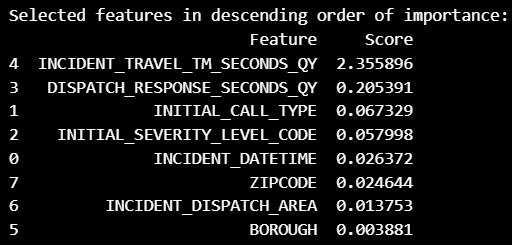 Selected features in descending order of importance:
Feature Score
4 INCIDENT_TRAVEL_TM_SECONDS_QY 2.355896
3 DISPATCH_RESPONSE_SECONDS_QY 0.205391
1 INITIAL_CALL_TYPE 0.067329
2 INITIAL_SEVERITY_LEVEL_CODE 0.057998
0 INCIDENT_DATETIME 0.026372
7 ZIPCODE 0.024644
6 INCIDENT_DISPATCH_AREA 0.013753
5 BOROUGH 0.003881